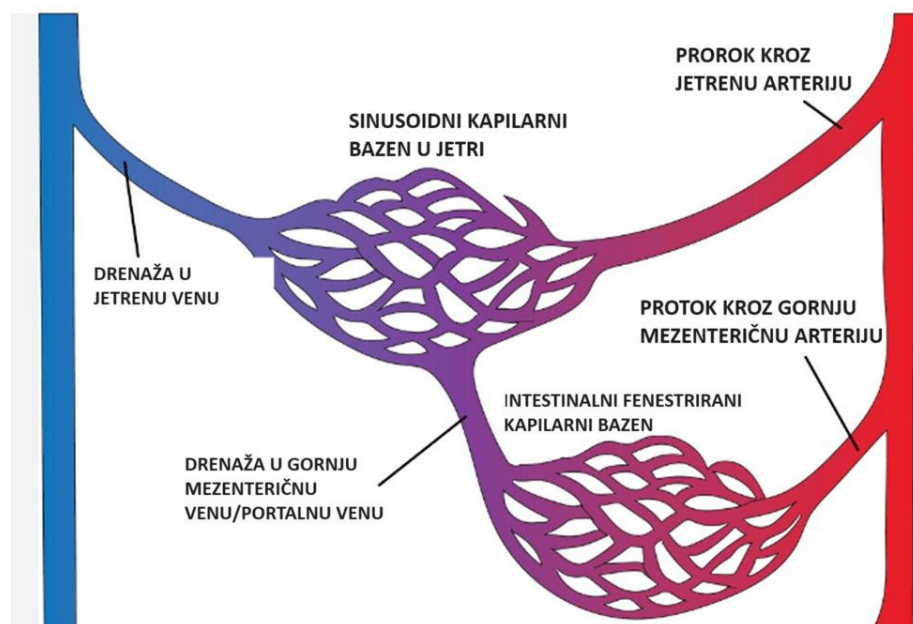 PROROK KROZ
JETRENU ARTERIJU
SINUSOIDNI KAPILARNI
BAZEN U JETRI
DRENAŽA U
JETRENU VENU
PROTOK KROZ GORNJU
MEZENTERIČNU ARTERIJU
INTESTINALNI FENESTRIRANI
KAPILARNI BAZEN
DRENAŽA U GORNJU
MEZENTERIČNU
VENU/PORTALNU VENU